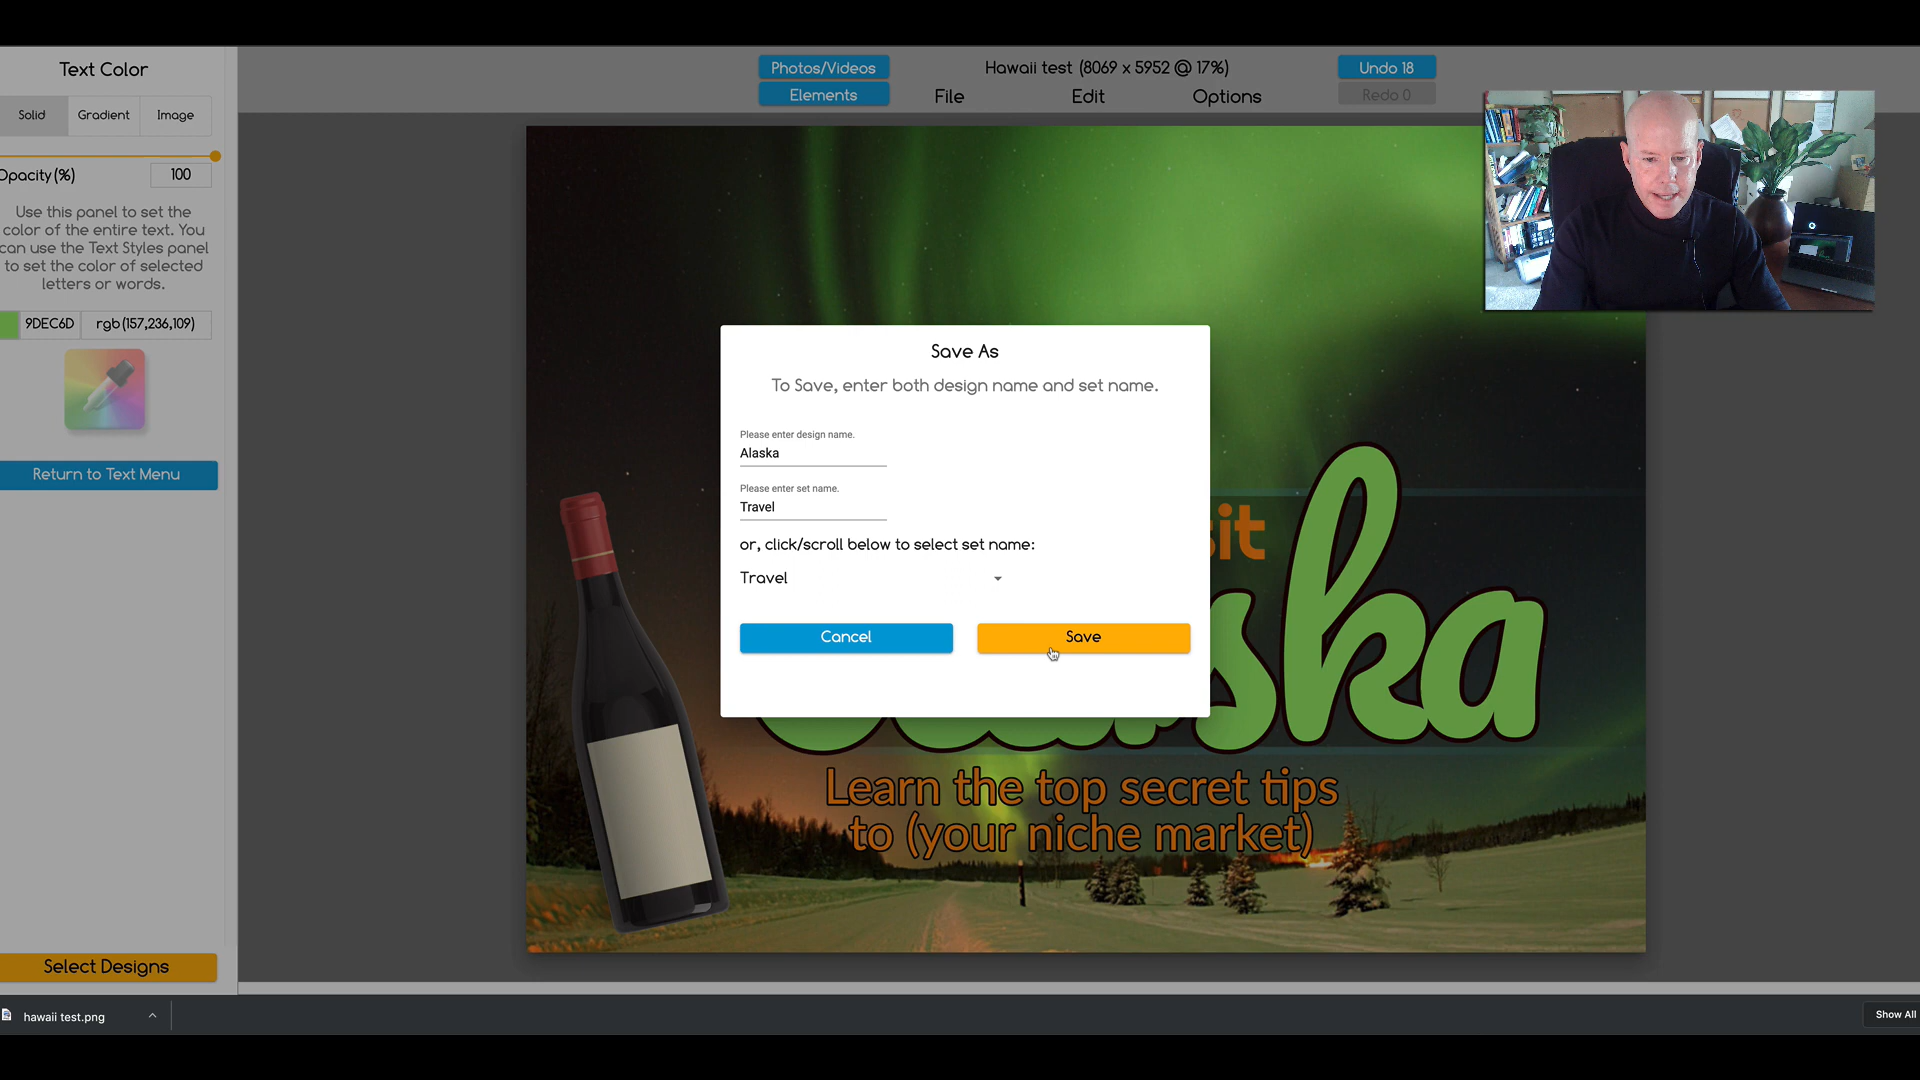 Text Color
Solid
Gradient
Image
Opacity (%)
100
Use this panel to set the
color of the entire text. You
can use the Text Styles panel
to set the color of selected
letters or words.
9DEC6D
rgb(157,236,109)
Return to Text Menu
Select Designs
Photos/Videos
Elements
Hawaii test (8069 x 5952 @ 17%)
File
Edit
Options
Undo 18
Redo 0
Save As
To Save, enter both design name and set name.
Please enter design name.
Alaska
Please enter set name.
Travel
or, click/scroll below to select set name:
Travel
Cancel
Save
Learn the top secret tips
to (your niche market)
hawaii test.png
Show All